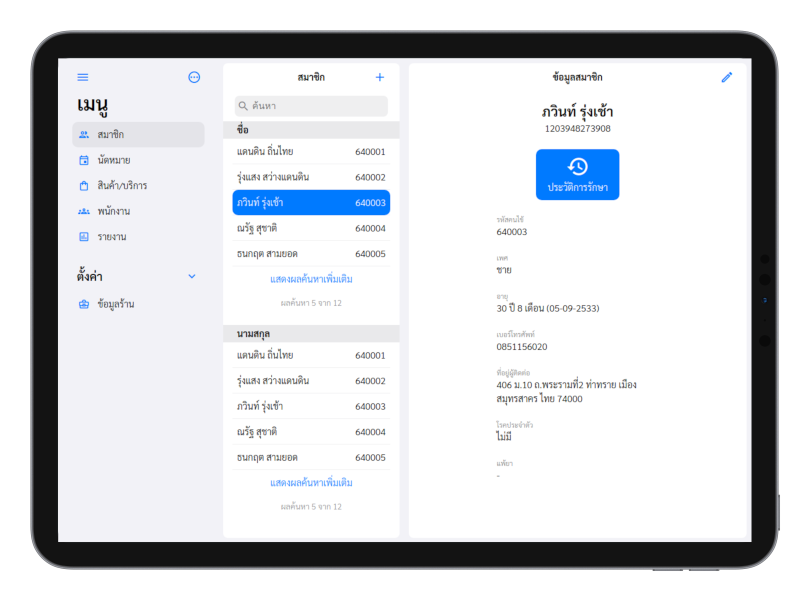 เมนู
สมาชิก
นัดหมาย
สินค้า/บริการ
พนักงาน
รายงาน
ตั้งค่า
ข้อมูลร้าน
สมาชิก
ค้นหา
ชื่อ
แดนดิน ถิ่นไทย 640001
รุ่งแสง สว่างแดนดิน 640002
ภวินท์ รุ่งเช้า 640003
ณรัฐ สุชาติ 640004
ธนกฤต สามยอด 640005
แสดงผลค้นหาเพิ่มเติม
ผลค้นหา 5 จาก 12
นามสกุล
แดนดิน ถิ่นไทย 640001
รุ่งแสง สว่างแดนดิน 640002
ภวินท์ รุ่งเช้า 640003
ณรัฐ สุชาติ 640004
ธนกฤต สามยอด 640005
แสดงผลค้นหาเพิ่มเติม
ผลค้นหา 5 จาก 12
ข้อมูลสมาชิก
ภวินท์ รุ่งเช้า
1203948273908
ประวัติการรักษา
รหัสคนไข้
640003
เพศ
ชาย
อายุ
30 ปี 8 เดือน (05-09-2533)
เบอร์โทรศัพท์
0851156020
ที่อยู่ผู้ติดต่อ
406 ม.10 ถ.พระรามที่2 ท่าทราย เมือง
สมุทรสาคร ไทย 74000
โรคประจำตัว
ไม่มี
แพ้ยา
-